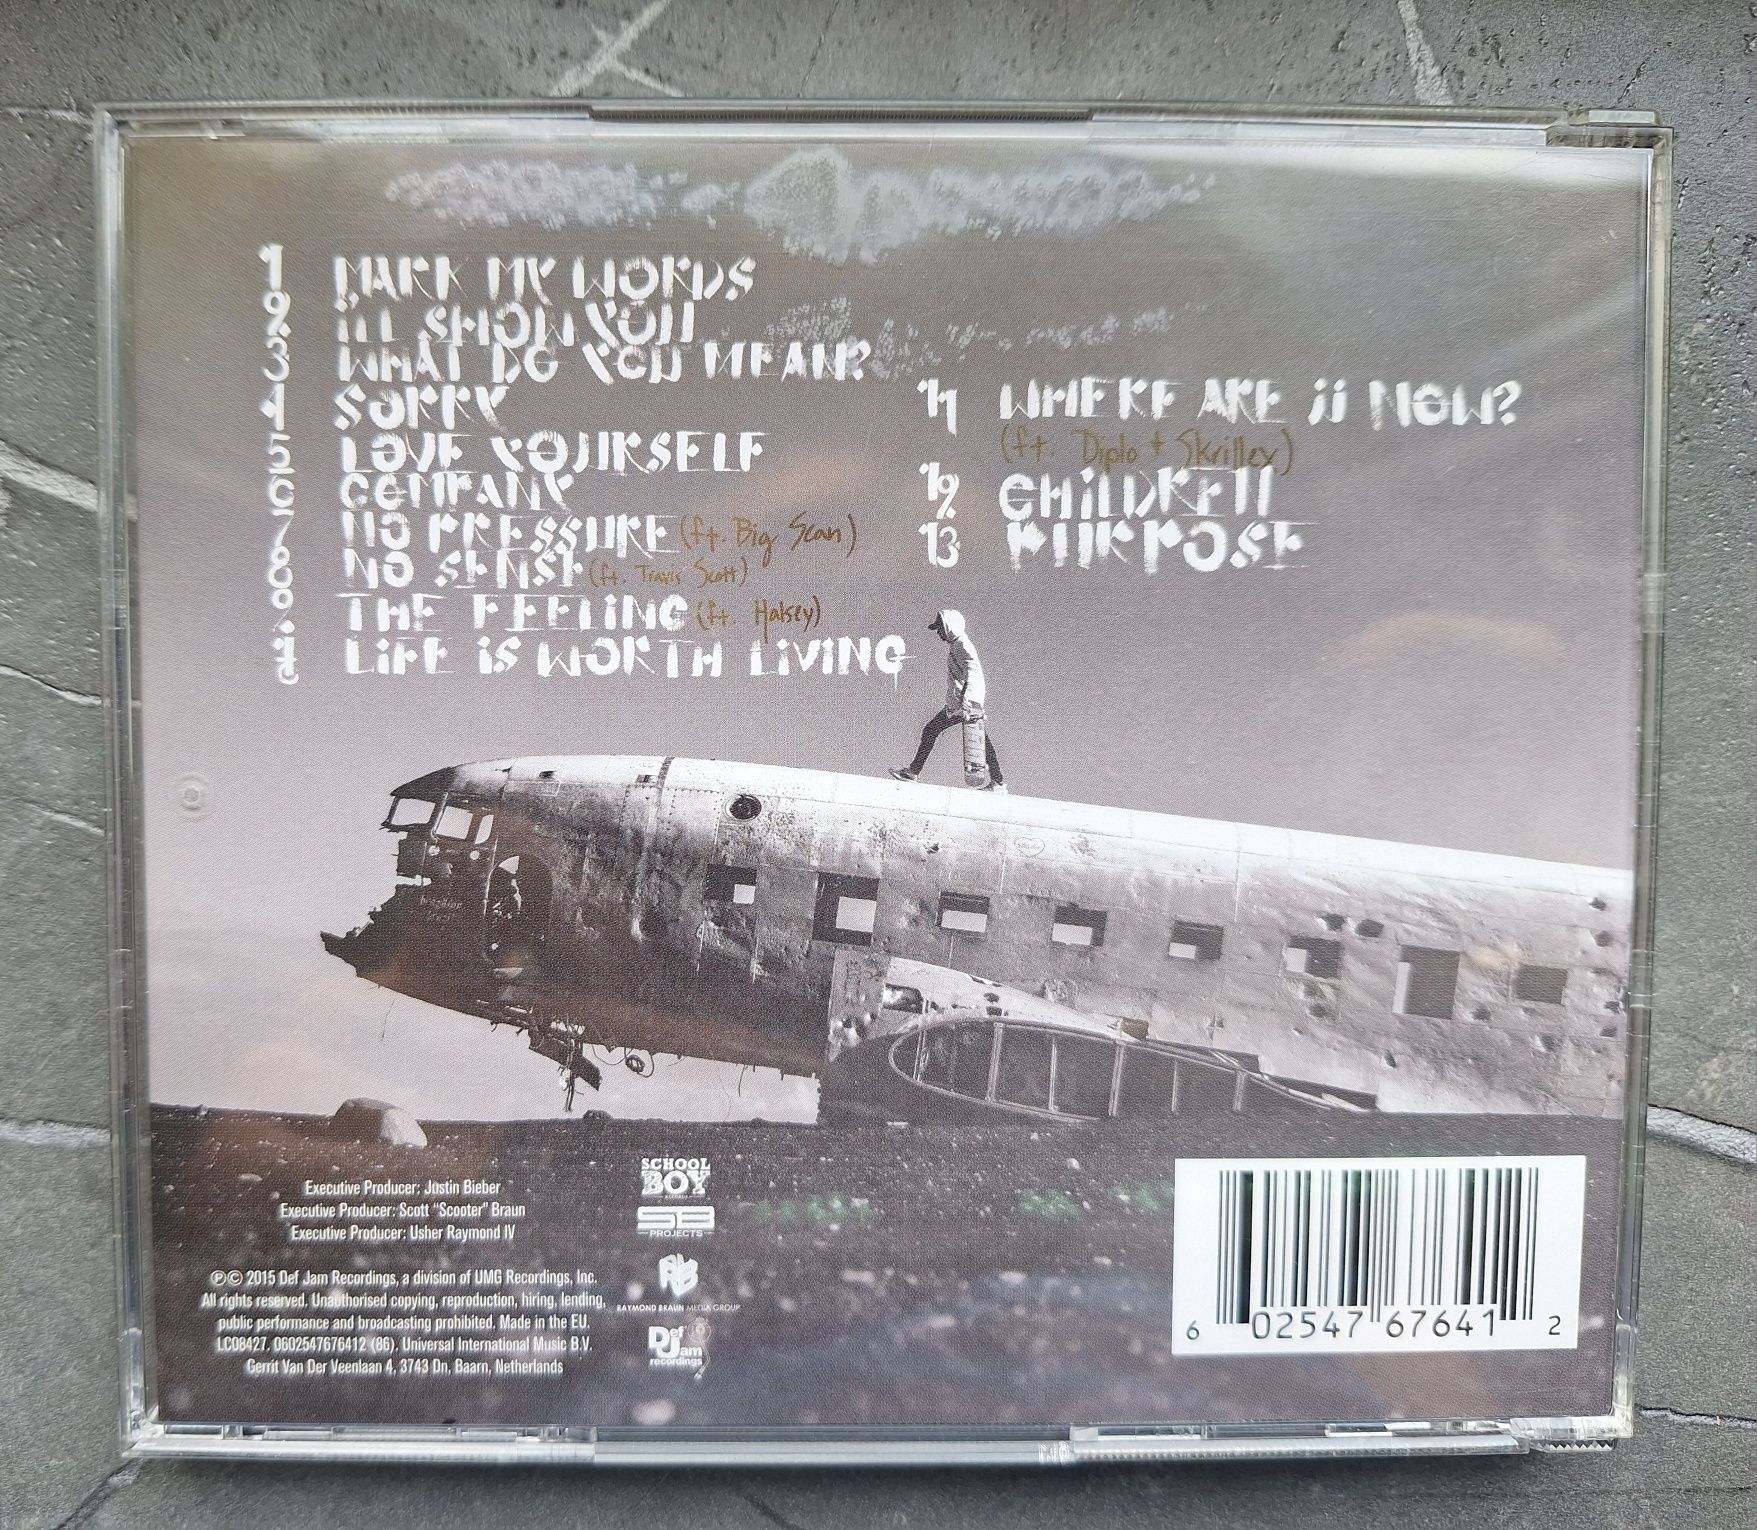 1 MARK MY WORDS
2 I'LL SHOW YOU
3 WHAT DO YOU MEAN?
4 SORRY
5 LOVE YOURSELF
6 COMPANY
7 NO PRESSURE (ft. Big Sean)
8 NO SENSE (ft. Travis Scott)
9 THE FEELING (ft. Halsey)
10 LIFE IS WORTH LIVING
11 WHERE ARE Ü NOW?
(ft. Diplo + Skrillex)
12 CHILDREN
13 PURPOSE
Executive Producer: Justin Bieber
Executive Producer: Scott "Scooter" Braun
Executive Producer: Usher Raymond IV
℗© 2015 Def Jam Recordings, a division of UMG Recordings, Inc.
All rights reserved. Unauthorised copying, reproduction, hiring, lending,
public performance and broadcasting prohibited. Made in the EU.
LC08427. 0602547676412 (86). Universal International Music B.V.
Gerrit Van Der Veenlaan 4, 3743 Dn, Baarn, Netherlands
SCHOOL
BOY
RECORDS
SB
PROJECTS
RB
RAYMOND BRAUN MEDIA GROUP
Def
Jam
recordings
6 02547 67641 2